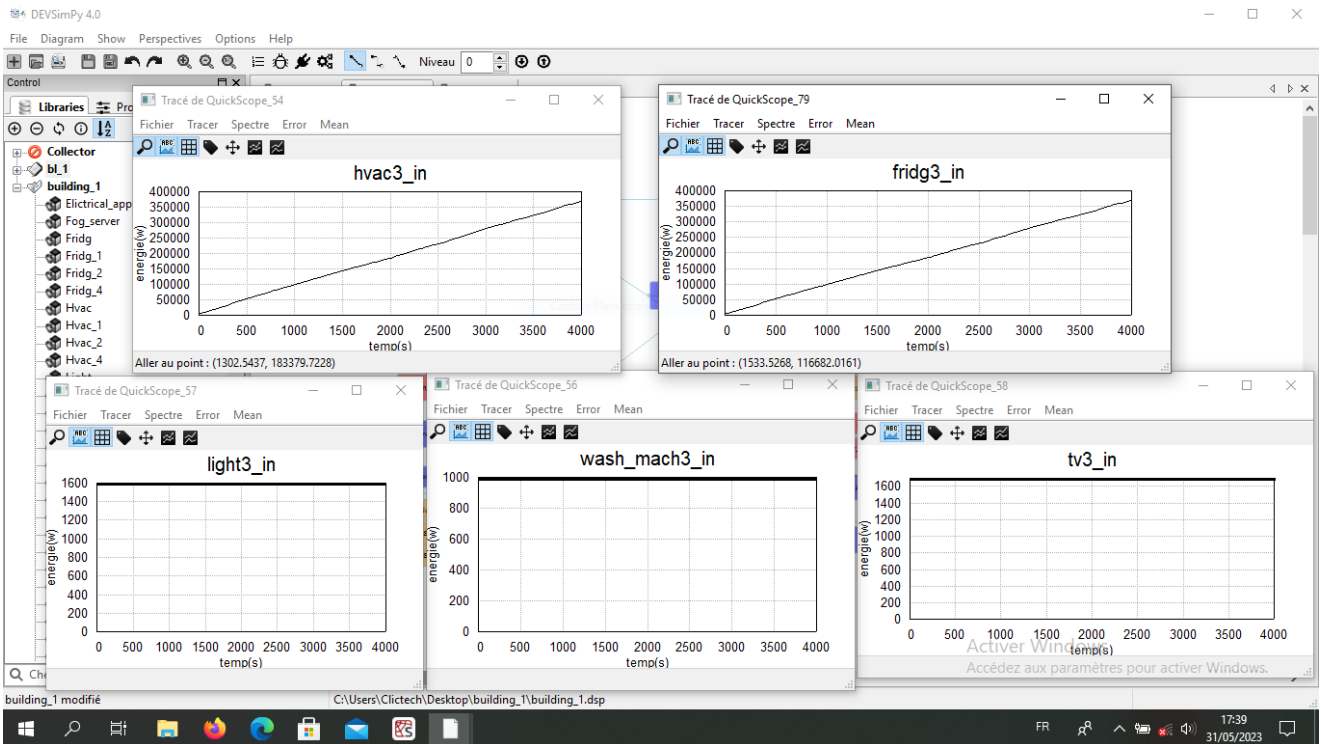 DEVSimPy 4.0
File Diagram Show Perspectives Options Help
Niveau 0
Control
Libraries Pro
Collector
bl_1
building_1
Elictrical_app
Fog_server
Fridg
Fridg_1
Fridg_2
Fridg_4
Hvac
Hvac_1
Hvac_2
Hvac_4
Tracé de QuickScope_54
Fichier Tracer Spectre Error Mean
ABC
hvac3_in
energie(w)
400000
350000
300000
250000
200000
150000
100000
50000
0
0 500 1000 1500 2000 2500 3000 3500 4000
temp(s)
Aller au point : (1302.5437, 183379.7228)
Tracé de QuickScope_79
Fichier Tracer Spectre Error Mean
ABC
fridg3_in
energie(w)
400000
350000
300000
250000
200000
150000
100000
50000
0
0 500 1000 1500 2000 2500 3000 3500 4000
temp(s)
Aller au point : (1533.5268, 116682.0161)
Tracé de QuickScope_57
Fichier Tracer Spectre Error Mean
ABC
light3_in
energie(w)
1600
1400
1200
1000
800
600
400
200
0
0 500 1000 1500 2000 2500 3000 3500 4000
temp(s)
Tracé de QuickScope_56
Fichier Tracer Spectre Error Mean
ABC
wash_mach3_in
energie(w)
1000
800
600
400
200
0
0 500 1000 1500 2000 2500 3000 3500 4000
temp(s)
Tracé de QuickScope_58
Fichier Tracer Spectre Error Mean
ABC
tv3_in
energie(w)
1600
1400
1200
1000
800
600
400
200
0
0 500 1000 1500 2000 2500 3000 3500 4000
temp(s)
Activer Windows
Accédez aux paramètres pour activer Windows.
Che
building_1 modifié
C:\Users\Clictech\Desktop\building_1\building_1.dsp
FR
17:39
31/05/2023